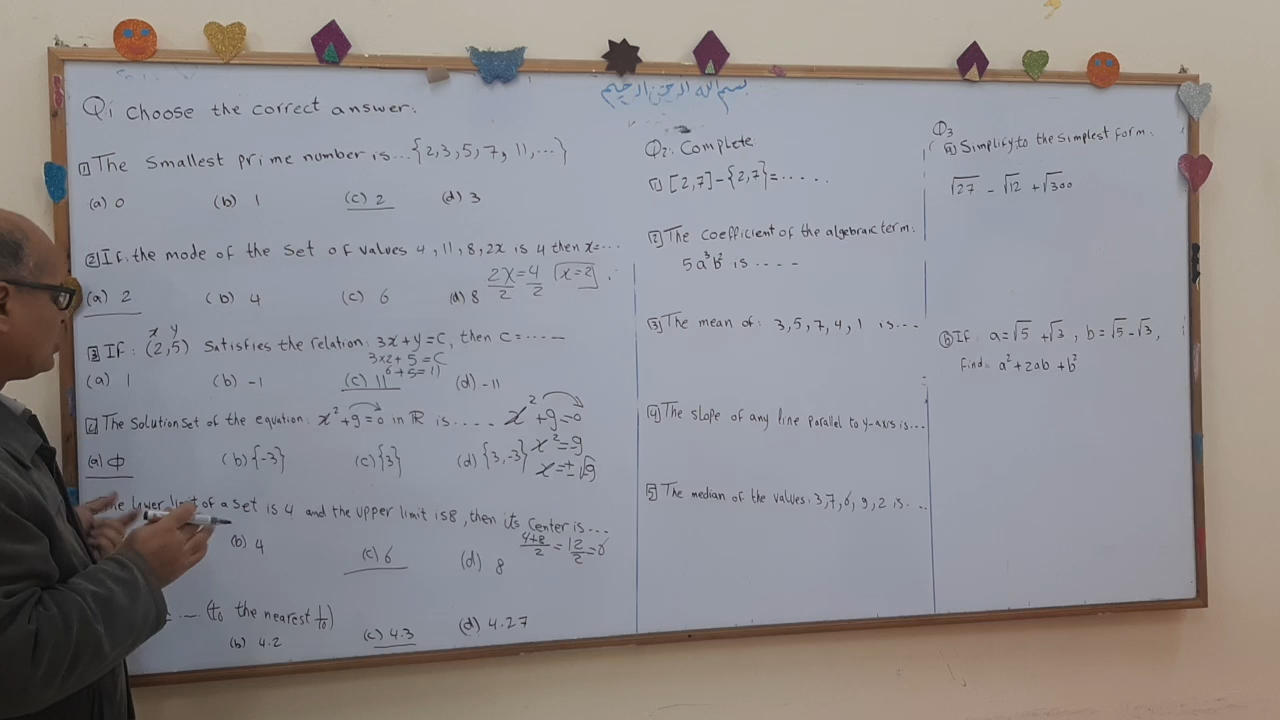 بسم الله الرحمن الرحيم
Q1 Choose the correct answer:
1 The smallest prime number is...{2,3,5,7,11,...}
(a) 0 (b) 1 (c) 2 (d) 3
2 If the mode of the set of values 4,11,8,2x is 4 then x=...
2x/2=4/2 x=2
(a) 2 (b) 4 (c) 6 (d) 8
x y
3 If: (2,5) satisfies the relation: 3x+y=C, then C=.....
3×2+5=C
6+5=11
(a) 1 (b) -1 (c) 11 (d) -11
The solution set of the equation: x²+9=0 in ℝ is .... x²+9=0
x²=-9
(a) Φ (b) {-3} (c) {3} (d) {3,-3}
x=±√-9
lower limit of a set is 4 and the upper limit is 8, then its center is...
4+8/2=12/2=6
(b) 4 (c) 6 (d) 8
... (to the nearest 1/10)
(b) 4.2 (c) 4.3 (d) 4.27
Q2: Complete
1) [2,7]-{2,7}=......
2 The coefficient of the algebraic term:
5a³b² is ....
3 The mean of: 3,5,7,4,1 is...
4 The slope of any line parallel to y-axis is...
5 The median of the values: 3,7,6,9,2 is...
Q3
a) Simplify to the simplest form:
√27 - √12 + √300
b If a=√5 +√3, b=√5-√3,
find: a²+2ab+b²